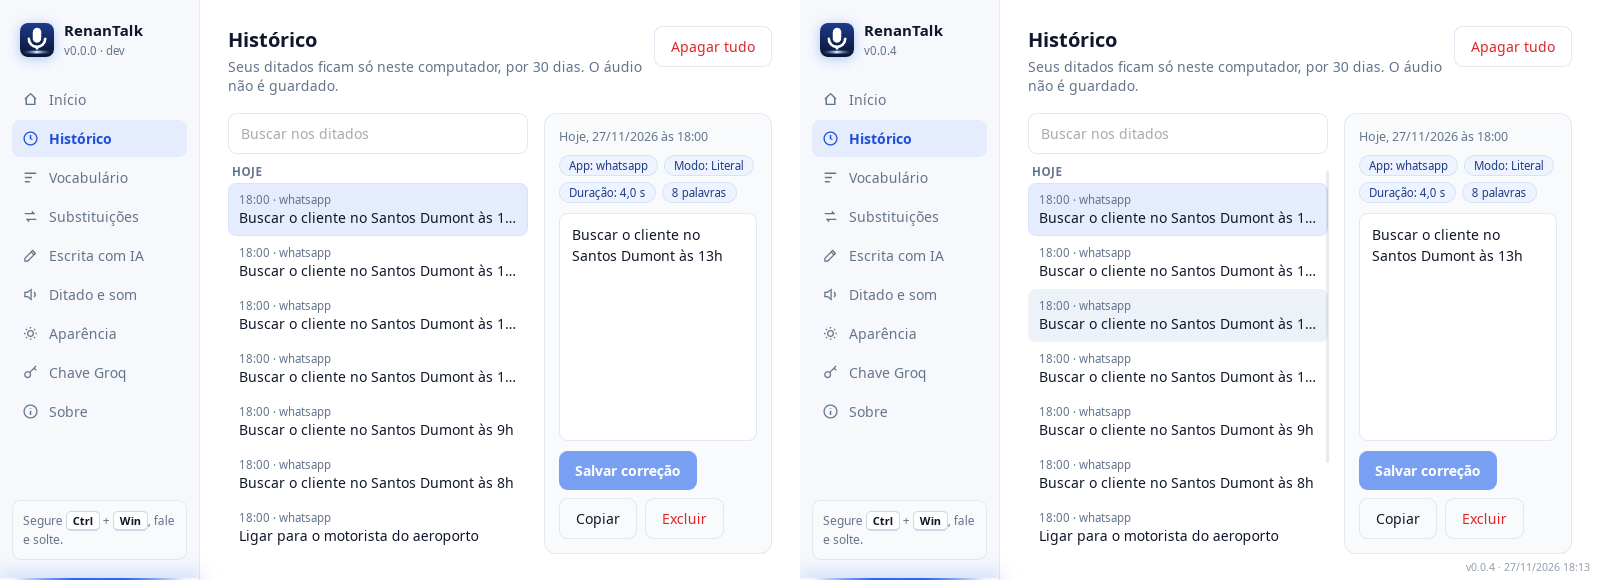 RenanTalk
v0.0.0 · dev
Início
Histórico
Vocabulário
Substituições
Escrita com IA
Ditado e som
Aparência
Chave Groq
Sobre
Segure Ctrl + Win, fale
e solte.
Histórico
Seus ditados ficam só neste computador, por 30 dias. O áudio
não é guardado.
Apagar tudo
Buscar nos ditados
HOJE
18:00 · whatsapp
Buscar o cliente no Santos Dumont às 1...
18:00 · whatsapp
Buscar o cliente no Santos Dumont às 1...
18:00 · whatsapp
Buscar o cliente no Santos Dumont às 1...
18:00 · whatsapp
Buscar o cliente no Santos Dumont às 1...
18:00 · whatsapp
Buscar o cliente no Santos Dumont às 9h
18:00 · whatsapp
Buscar o cliente no Santos Dumont às 8h
18:00 · whatsapp
Ligar para o motorista do aeroporto
Hoje, 27/11/2026 às 18:00
App: whatsapp Modo: Literal
Duração: 4,0 s 8 palavras
Buscar o cliente no
Santos Dumont às 13h
Salvar correção
Copiar Excluir
RenanTalk
v0.0.4
Início
Histórico
Vocabulário
Substituições
Escrita com IA
Ditado e som
Aparência
Chave Groq
Sobre
Segure Ctrl + Win, fale
e solte.
Histórico
Seus ditados ficam só neste computador, por 30 dias. O áudio
não é guardado.
Apagar tudo
Buscar nos ditados
HOJE
18:00 · whatsapp
Buscar o cliente no Santos Dumont às 1...
18:00 · whatsapp
Buscar o cliente no Santos Dumont às 1...
18:00 · whatsapp
Buscar o cliente no Santos Dumont às 1...
18:00 · whatsapp
Buscar o cliente no Santos Dumont às 1...
18:00 · whatsapp
Buscar o cliente no Santos Dumont às 9h
18:00 · whatsapp
Buscar o cliente no Santos Dumont às 8h
18:00 · whatsapp
Ligar para o motorista do aeroporto
Hoje, 27/11/2026 às 18:00
App: whatsapp Modo: Literal
Duração: 4,0 s 8 palavras
Buscar o cliente no
Santos Dumont às 13h
Salvar correção
Copiar Excluir
v0.0.4 · 27/11/2026 18:13